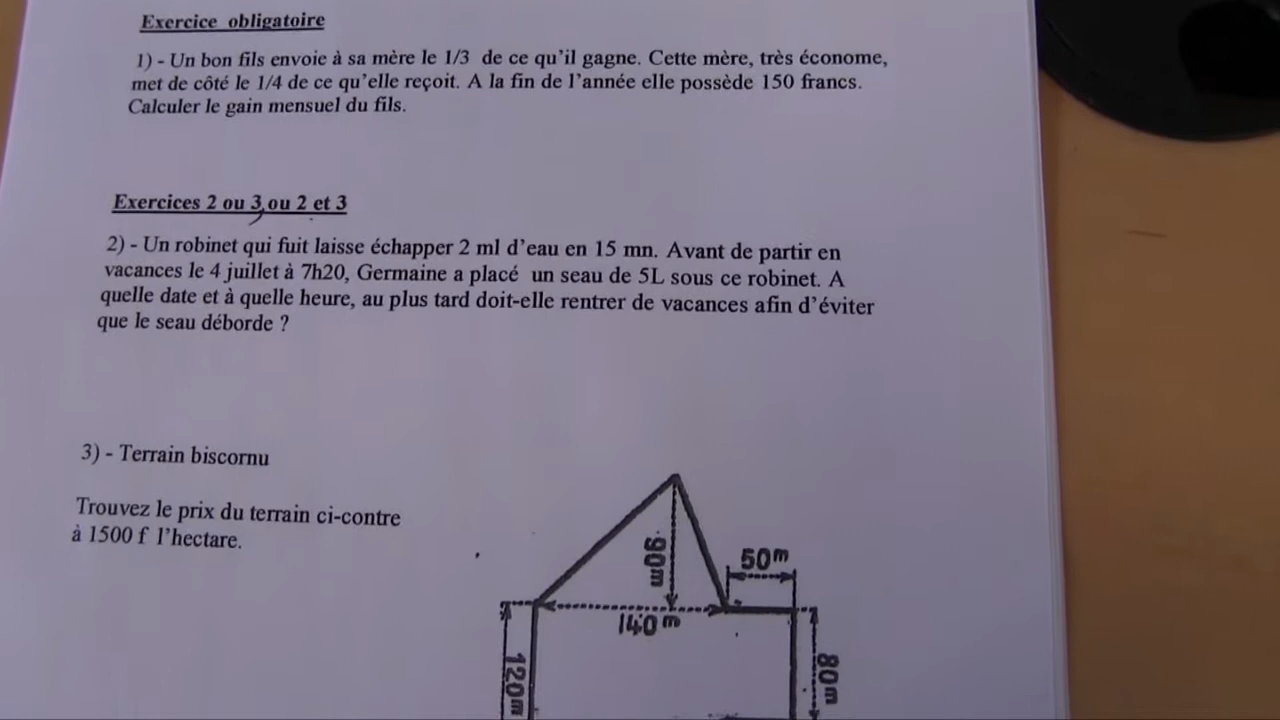 Exercice obligatoire
1) - Un bon fils envoie à sa mère le 1/3 de ce qu'il gagne. Cette mère, très économe,
met de côté le 1/4 de ce qu'elle reçoit. A la fin de l'année elle possède 150 francs.
Calculer le gain mensuel du fils.
Exercices 2 ou 3, ou 2 et 3
2) - Un robinet qui fuit laisse échapper 2 ml d'eau en 15 mn. Avant de partir en
vacances le 4 juillet à 7h20, Germaine a placé un seau de 5L sous ce robinet. A
quelle date et à quelle heure, au plus tard doit-elle rentrer de vacances afin d'éviter
que le seau déborde ?
3) - Terrain biscornu
Trouvez le prix du terrain ci-contre
à 1500 f l'hectare.
90m
50m
140m
120m
80m